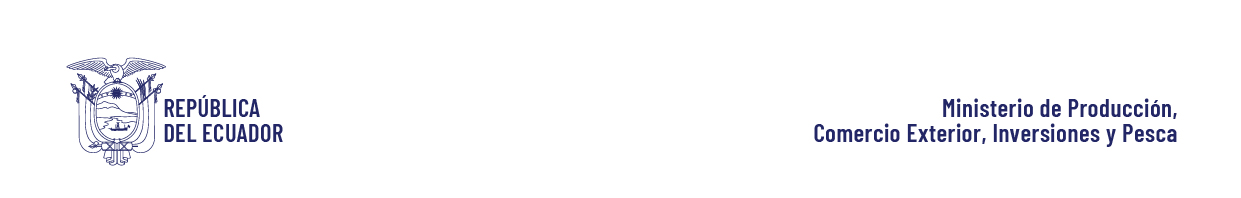 REPÚBLICA
DEL ECUADOR
Ministerio de Producción,
Comercio Exterior, Inversiones y Pesca